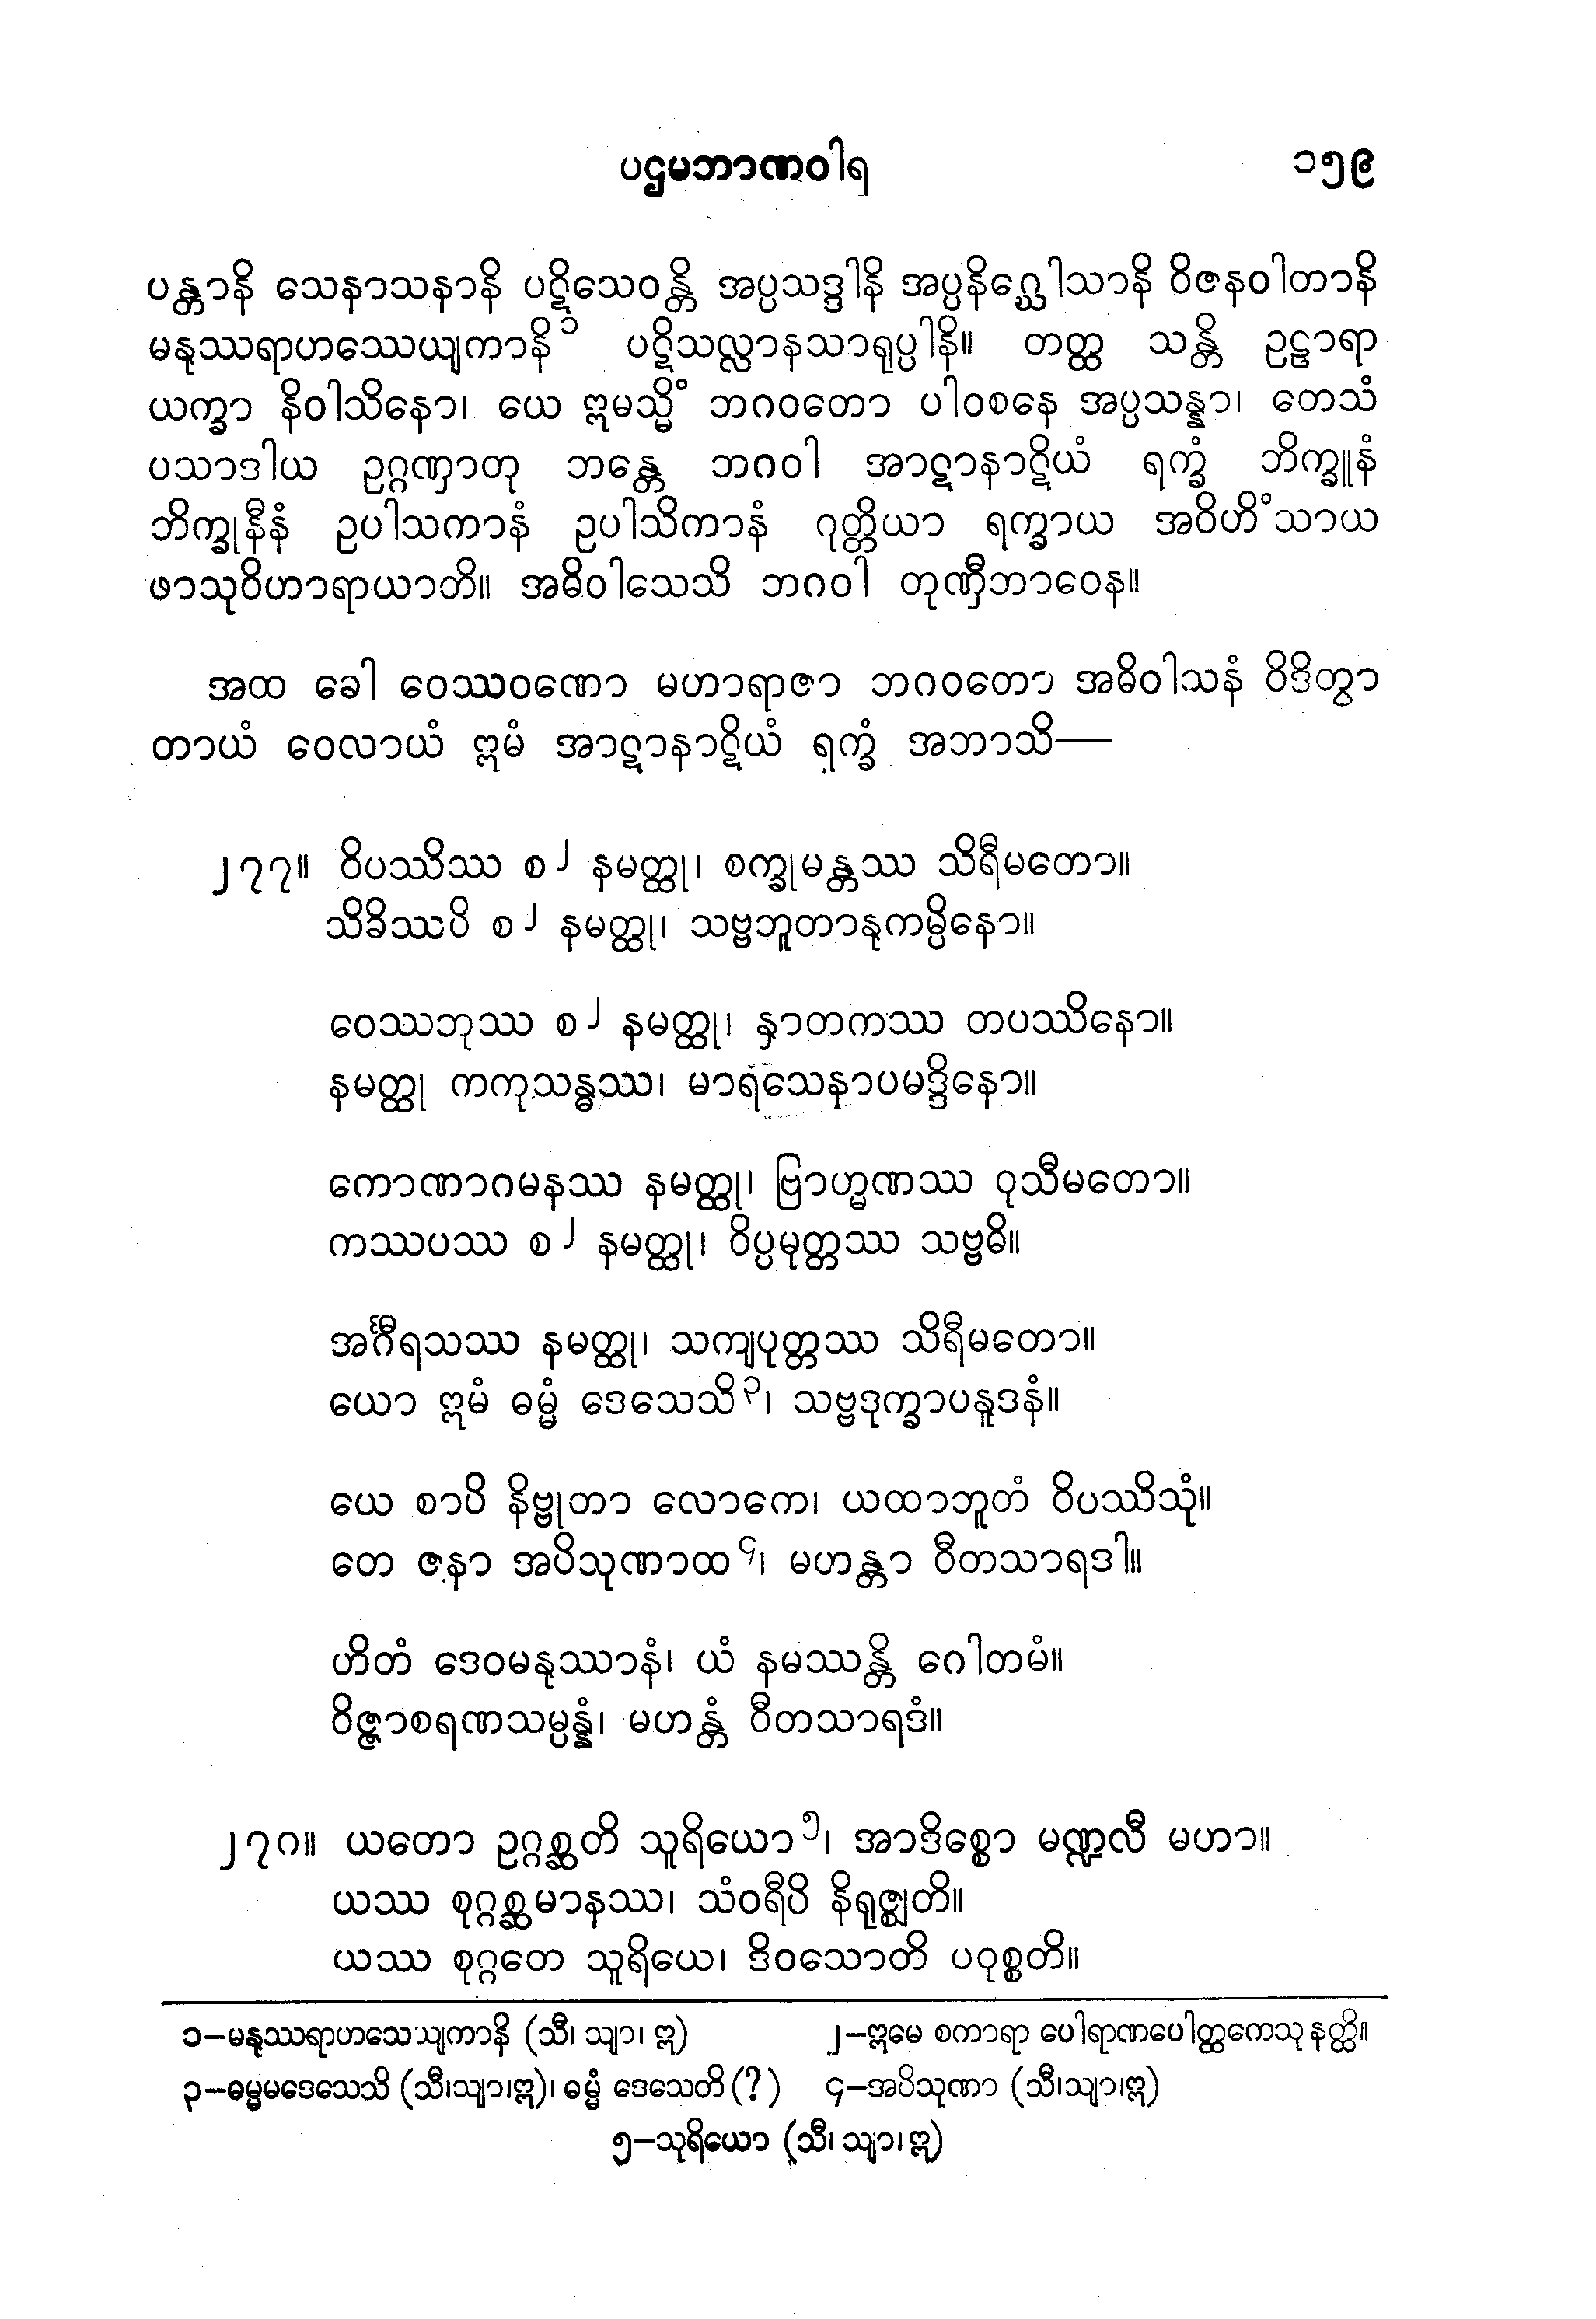 ပဌမဘာဏဝါရ ၁၅၉
ပန္တာနိ သေနာသနာနိ ပဋိသေဝန္တိ အပ္ပသဒ္ဒါနိ အပ္ပနိဂ္ဃောသာနိ ဝိဇနဝါတာနိ
မနုဿရာဟဿေယျကာနိ ၁ ပဋိသလ္လာနသာရုပ္ပါနိ။ တတ္ထ သန္တိ ဥဠာရာ
ယက္ခာ နိဝါသိနော၊ ယေ ဣမသ္မိံ ဘဂဝတော ပါဝစနေ အပ္ပသန္နာ၊ တေသံ
ပသာဒါယ ဥဂ္ဂဏှာတု ဘန္တေ ဘဂဝါ အာဋာနာဋိယံ ရက္ခံ ဘိက္ခူနံ
ဘိက္ခုနီနံ ဥပါသကာနံ ဥပါသိကာနံ ဂုတ္တိယာ ရက္ခာယ အဝိဟိံသာယ
ဖာသုဝိဟာရာယာတိ။ အဓိဝါသေသိ ဘဂဝါ တုဏှီဘာဝေန။
အထ ခေါ ဝေဿဝဏော မဟာရာဇာ ဘဂဝတော အဓိဝါသနံ ဝိဒိတွာ
တာယံ ဝေလာယံ ဣမံ အာဋာနာဋိယံ ရက္ခံ အဘာသိ—
၂၇၇။ ဝိပဿိဿ စ ၂ နမတ္ထု၊ စက္ခုမန္တဿ သိရီမတော။
သိခိဿပိ စ ၂ နမတ္ထု၊ သဗ္ဗဘူတာနုကမ္ပိနော။
ဝေဿဘုဿ စ ၂ နမတ္ထု၊ နှာတကဿ တပဿိနော။
နမတ္ထု ကကုသန္ဓဿ၊ မာရသေနာပမဒ္ဒိနော။
ကောဏာဂမနဿ နမတ္ထု၊ ဗြာဟ္မဏဿ ဝုသီမတော။
ကဿပဿ စ ၂ နမတ္ထု၊ ဝိပ္ပမုတ္တဿ သဗ္ဗဓိ။
အင်္ဂီရသဿ နမတ္ထု၊ သကျပုတ္တဿ သိရီမတော။
ယော ဣမံ ဓမ္မံ ဒေသေသိ ၃၊ သဗ္ဗဒုက္ခာပနူဒနံ။
ယေ စာပိ နိဗ္ဗုတာ လောကေ၊ ယထာဘူတံ ဝိပဿိသုံ။
တေ ဇနာ အပိသုဏာထ ၄၊ မဟန္တာ ဝီတသာရဒါ။
ဟိတံ ဒေဝမနုဿာနံ၊ ယံ နမဿန္တိ ဂေါတမံ။
ဝိဇ္ဇာစရဏသမ္ပန္နံ၊ မဟန္တံ ဝီတသာရဒံ။
၂၇၈။ ယတော ဥဂ္ဂစ္ဆတိ သူရိယော ၅၊ အာဒိစ္စော မဏ္ဍလီ မဟာ။
ယဿ စုဂ္ဂစ္ဆမာနဿ၊ သံဝရီပိ နိရုဇ္ဈတိ။
ယဿ စုဂ္ဂတေ သူရိယေ၊ ဒိဝသောတိ ပဝုစ္စတိ။
၁–မနုဿရာဟသေယျကာနိ (သီ၊ သျာ၊ ဣ) ၂–ဣမေ စကာရာ ပေါရာဏပေါတ္ထကေသု နတ္ထိ။
၃–ဓမ္မမဒေသေသိ (သီ၊သျာ၊ဣ)၊ ဓမ္မံ ဒေသေတိ (?) ၄–အပိသုဏာ (သီ၊သျာ၊ဣ)
၅–သုရိယော (သီ၊ သျာ၊ ဣ)